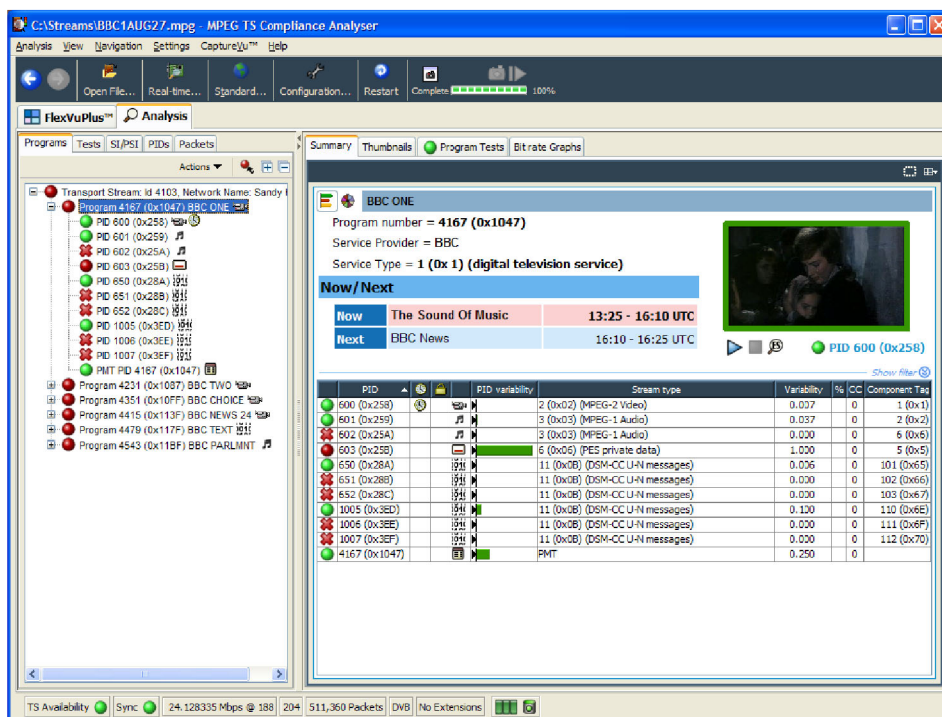 C:\Streams\BBC1AUG27.mpg - MPEG TS Compliance Analyser
Analysis View Navigation Settings CaptureVu™ Help
Open File... Real-time... Standard... Configuration... Restart Complete 100%
FlexVuPlus™ Analysis
Programs Tests SI/PSI PIDs Packets
Actions
Transport Stream: Id 4103, Network Name: Sandy
Program 4167 (0x1047) BBC ONE
PID 600 (0x258)
PID 601 (0x259)
PID 602 (0x25A)
PID 603 (0x25B)
PID 650 (0x28A)
PID 651 (0x28B)
PID 652 (0x28C)
PID 1005 (0x3ED)
PID 1006 (0x3EE)
PID 1007 (0x3EF)
PMT PID 4167 (0x1047)
Program 4231 (0x1087) BBC TWO
Program 4351 (0x10FF) BBC CHOICE
Program 4415 (0x113F) BBC NEWS 24
Program 4479 (0x117F) BBC TEXT
Program 4543 (0x11BF) BBC PARLMNT
Summary Thumbnails Program Tests Bit rate Graphs
BBC ONE
Program number = 4167 (0x1047)
Service Provider = BBC
Service Type = 1 (0x 1) (digital television service)
Now/Next
Now The Sound Of Music 13:25 - 16:10 UTC
Next BBC News 16:10 - 16:25 UTC
PID 600 (0x258)
Show filter
PID PID variability Stream type Variability % CC Component Tag
600 (0x258) 2 (0x02) (MPEG-2 Video) 0.007 0 1 (0x1)
601 (0x259) 3 (0x03) (MPEG-1 Audio) 0.037 0 2 (0x2)
602 (0x25A) 3 (0x03) (MPEG-1 Audio) 0.000 0 6 (0x6)
603 (0x25B) 6 (0x06) (PES private data) 1.000 0 5 (0x5)
650 (0x28A) 11 (0x0B) (DSM-CC U-N messages) 0.006 0 101 (0x65)
651 (0x28B) 11 (0x0B) (DSM-CC U-N messages) 0.000 0 102 (0x66)
652 (0x28C) 11 (0x0B) (DSM-CC U-N messages) 0.000 0 103 (0x67)
1005 (0x3ED) 11 (0x0B) (DSM-CC U-N messages) 0.100 0 110 (0x6E)
1006 (0x3EE) 11 (0x0B) (DSM-CC U-N messages) 0.000 0 111 (0x6F)
1007 (0x3EF) 11 (0x0B) (DSM-CC U-N messages) 0.000 0 112 (0x70)
4167 (0x1047) PMT 0.250 0
TS Availability Sync 24.128335 Mbps @ 188 204 511,360 Packets DVB No Extensions